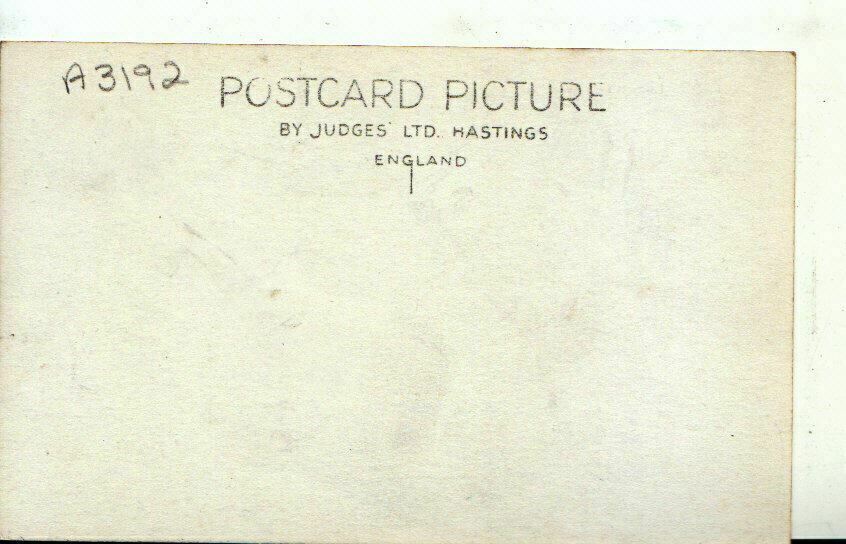 A3192
POSTCARD PICTURE
BY JUDGES' LTD. HASTINGS
ENGLAND